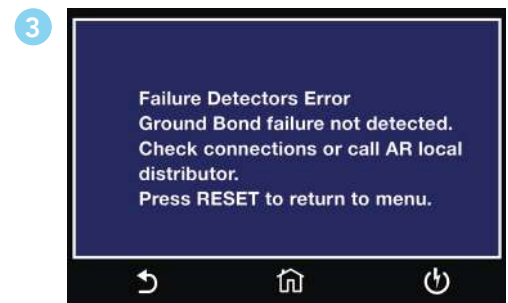 3
Failure Detectors Error
Ground Bond failure not detected.
Check connections or call AR local
distributor.
Press RESET to return to menu.